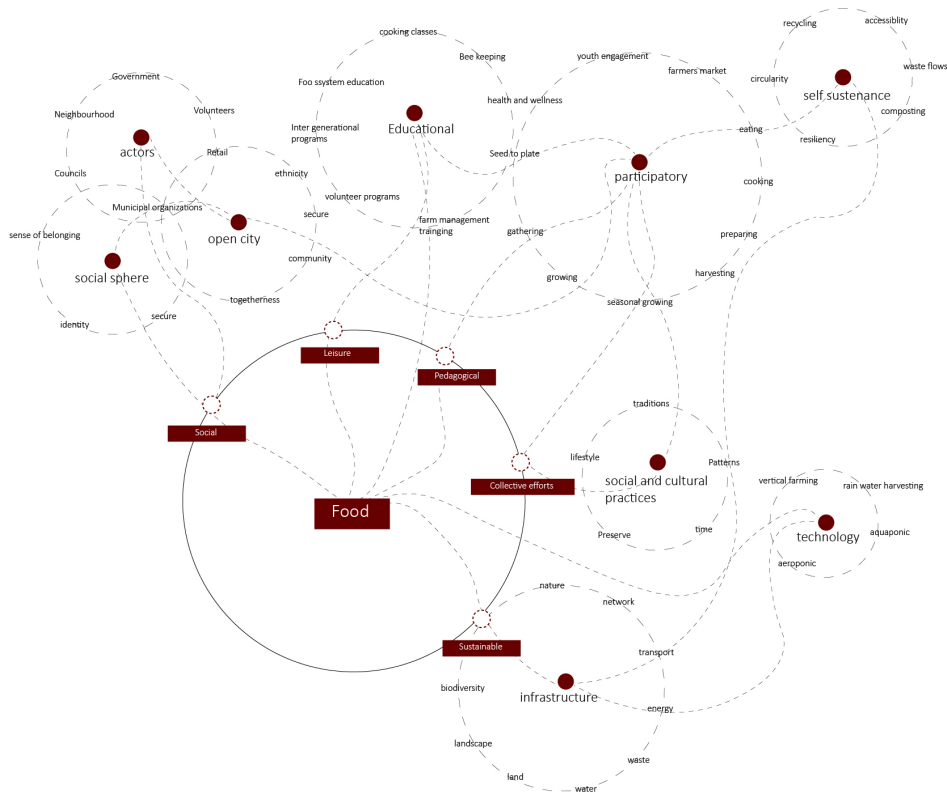 recycling
accessiblity
cooking classes
Bee keeping
youth engagement
farmers market
waste flows
Government
Foo system education
circularity
self sustenance
Neighbourhood
Volunteers
health and wellness
composting
Educational
eating
Inter generational
programs
resiliency
actors
Retail
Seed to plate
participatory
Councils
ethnicity
cooking
volunteer programs
Municipal organizations
secure
farm management
trainging
sense of belonging
open city
gathering
preparing
community
social sphere
growing
harvesting
togetherness
seasonal growing
identity
secure
Leisure
Pedagogical
traditions
Social
lifestyle
Patterns
Collective efforts
social and cultural
practices
vertical farming
rain water harvesting
Food
Preserve
time
technology
aquaponic
aeroponic
nature
network
Sustainable
transport
biodiversity
infrastructure
energy
landscape
waste
land
water